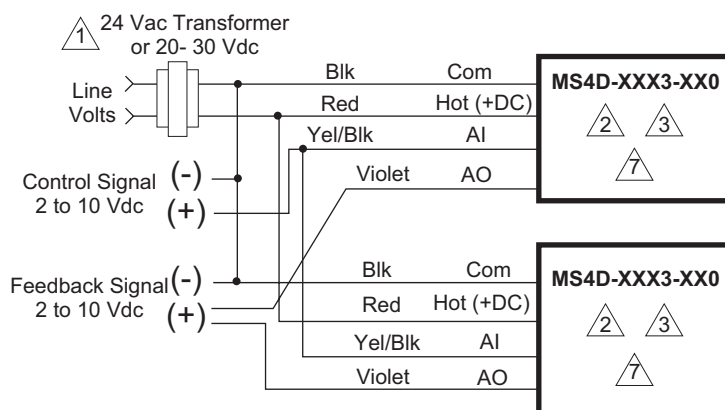 1
24 Vac Transformer
or 20- 30 Vdc
Line
Volts
Blk Com
Red Hot (+DC)
Yel/Blk AI
Violet AO
MS4D-XXX3-XX0
2 3
7
Control Signal (-)
2 to 10 Vdc (+)
Feedback Signal (-)
2 to 10 Vdc (+)
Blk Com
Red Hot (+DC)
Yel/Blk AI
Violet AO
MS4D-XXX3-XX0
2 3
7